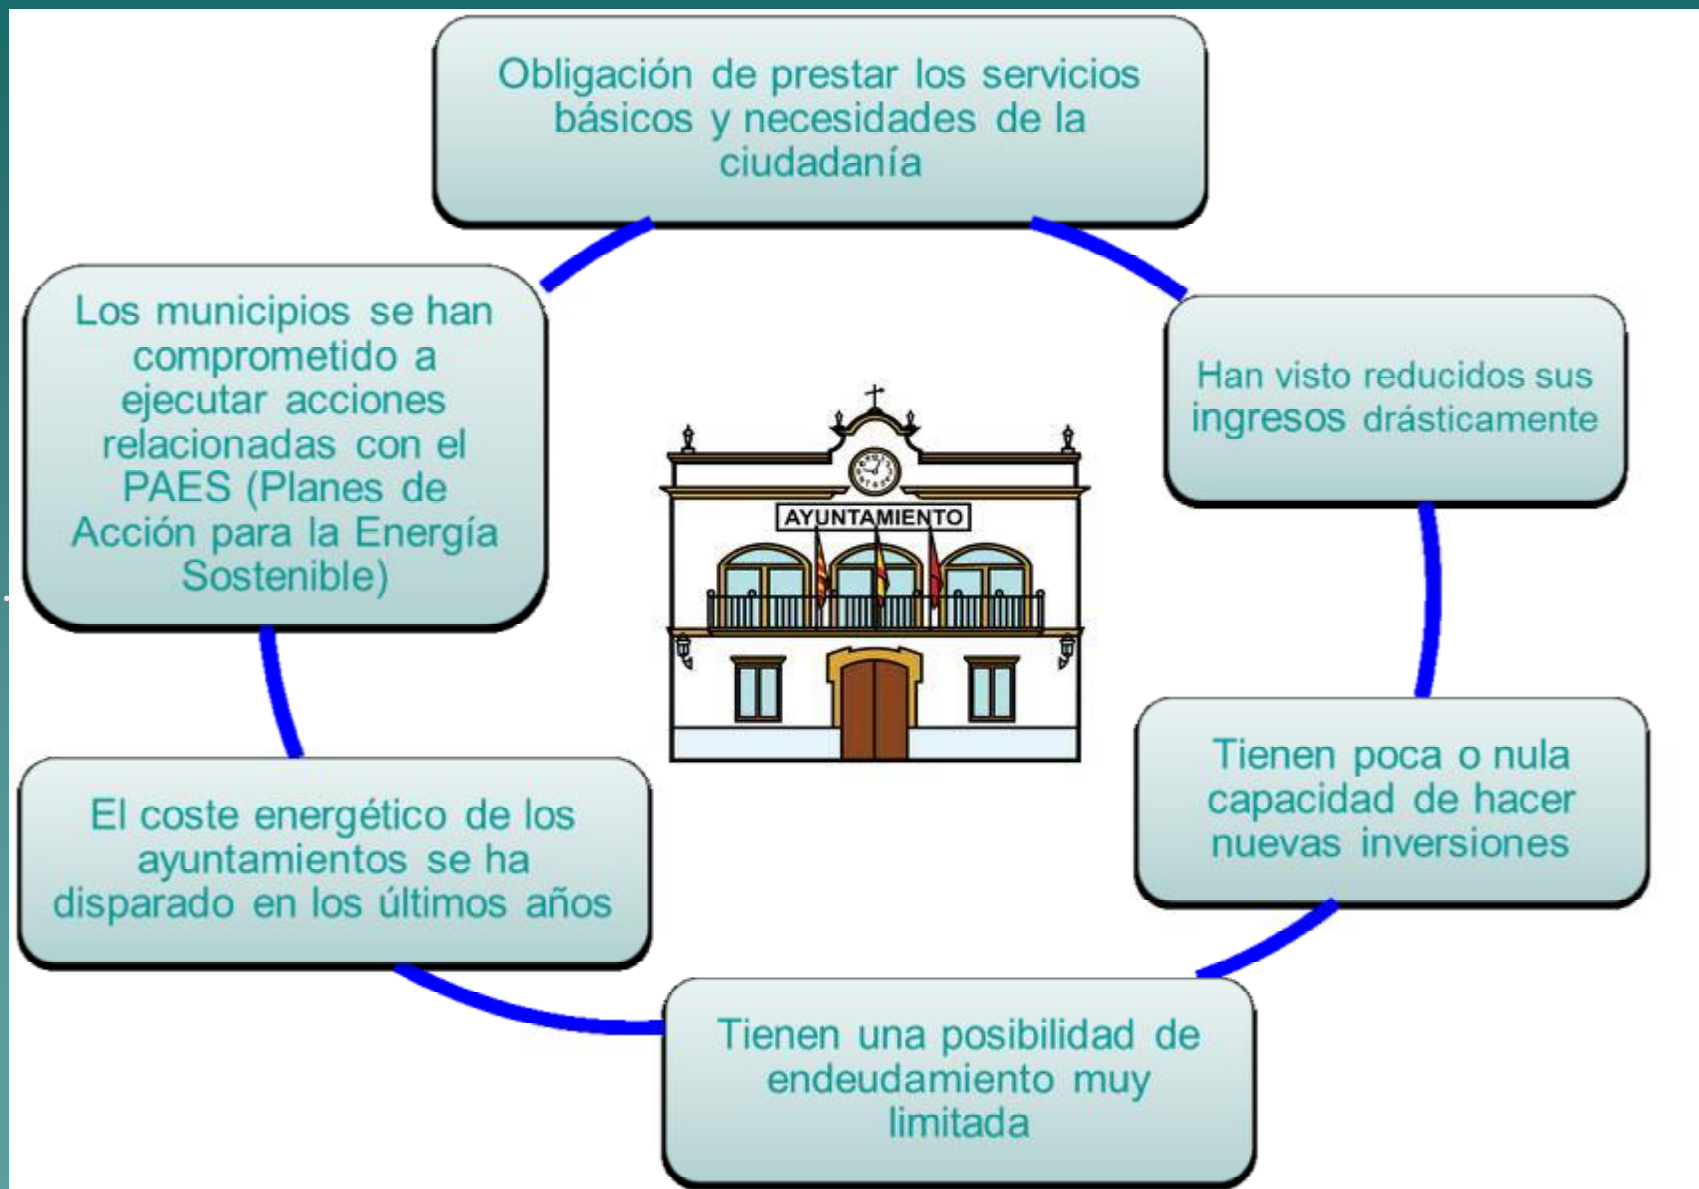 Obligación de prestar los servicios
básicos y necesidades de la
ciudadanía
Los municipios se han
comprometido a
ejecutar acciones
relacionadas con el
PAES (Planes de
Acción para la Energía
Sostenible)
Han visto reducidos sus
ingresos drásticamente
AYUNTAMIENTO
Tienen poca o nula
capacidad de hacer
nuevas inversiones
El coste energético de los
ayuntamientos se ha
disparado en los últimos años
Tienen una posibilidad de
endeudamiento muy
limitada